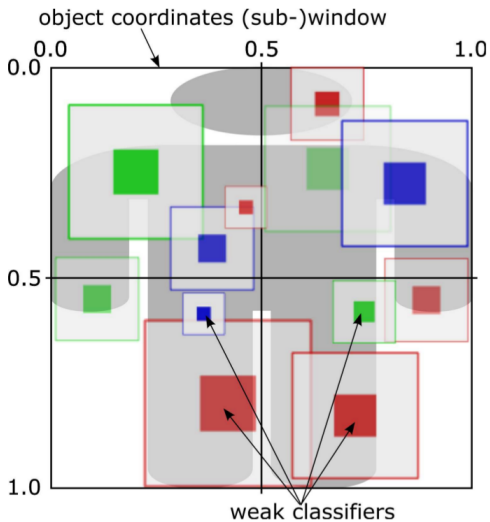 object coordinates (sub-)window
0.0 0.5 1.0
0.0
0.5
1.0
weak classifiers